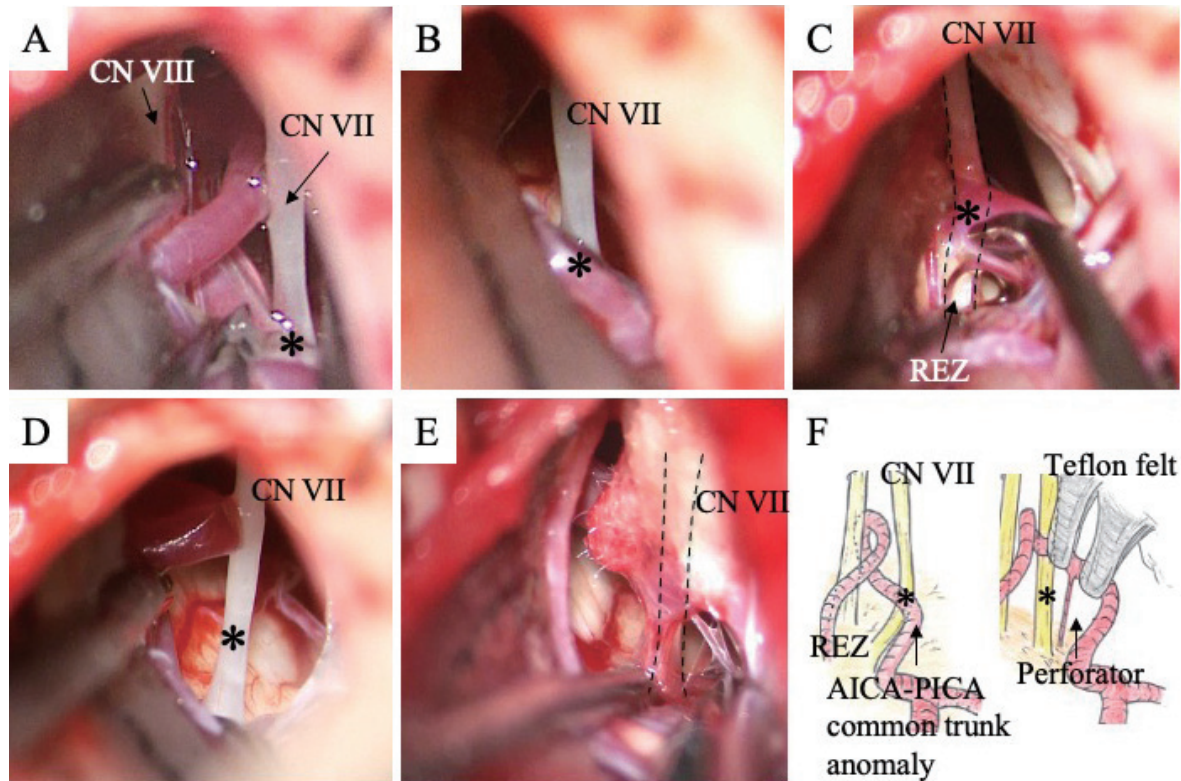 A
CN VIII
CN VII
*
B
CN VII
*
C
CN VII
*
REZ
D
CN VII
*
E
CN VII
F
CN VII
Teflon felt
*
*
REZ
Perforator
AICA-PICA
common trunk
anomaly